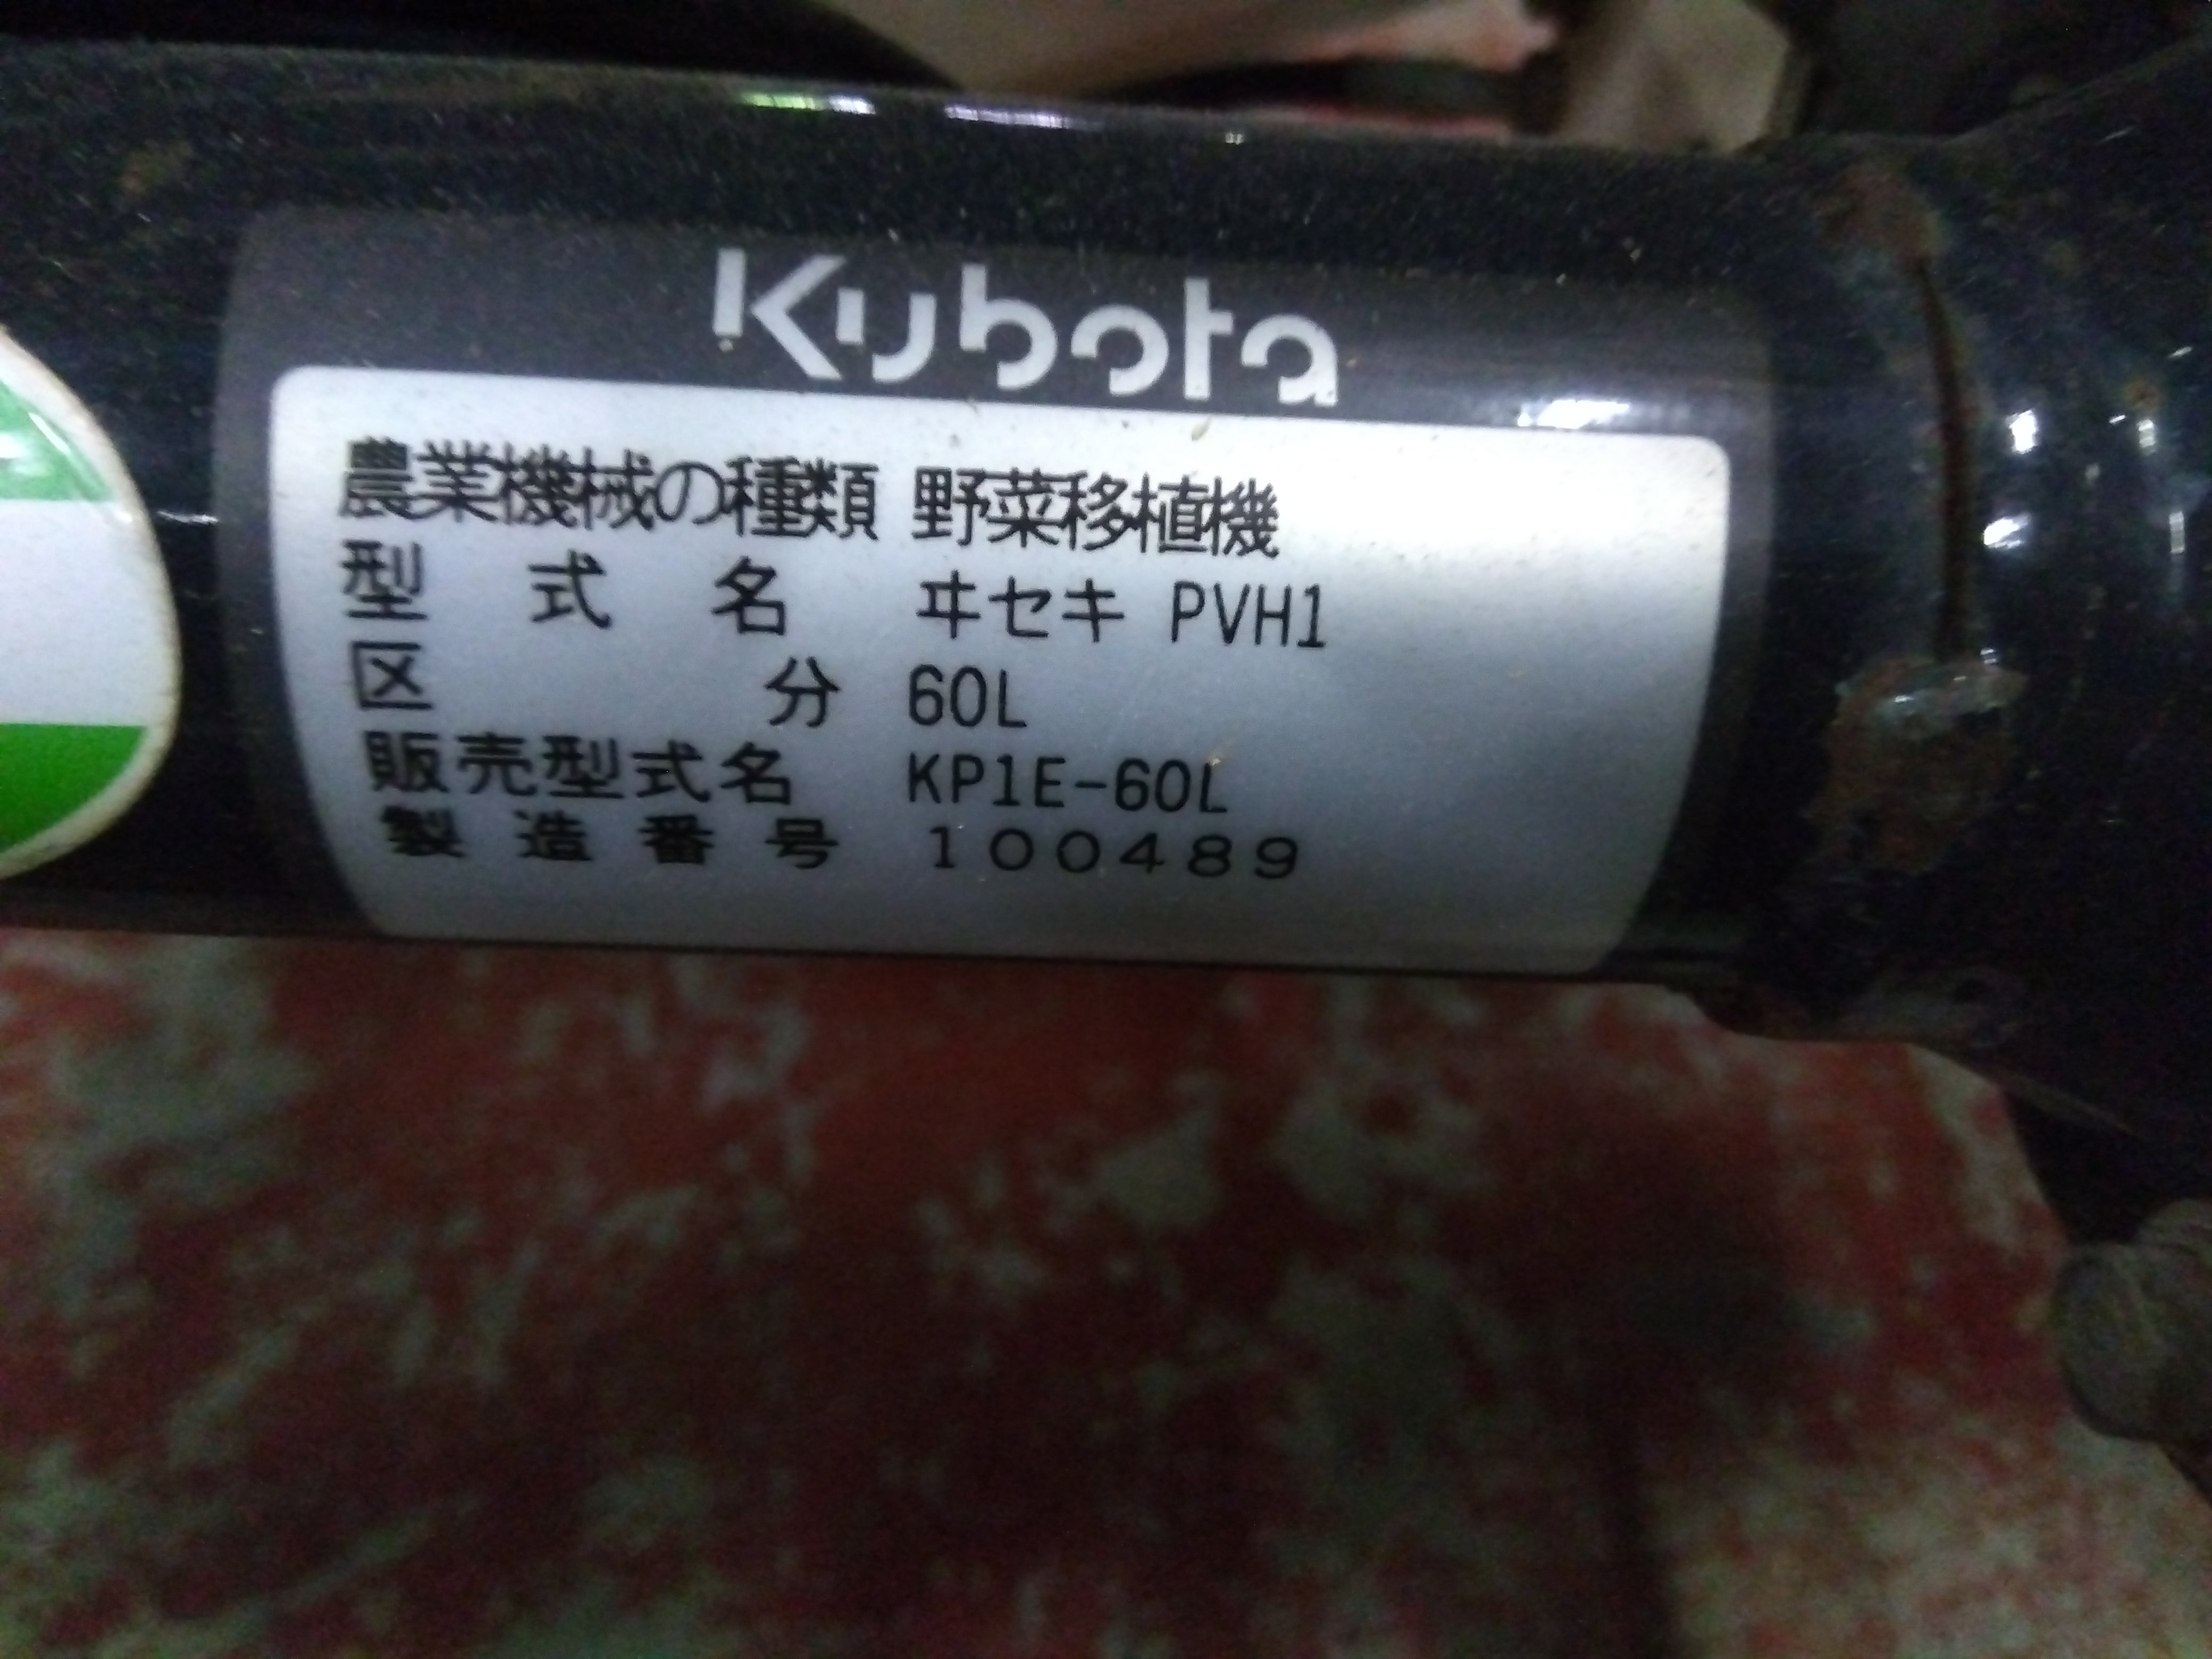 Kubota
農業機械の種類 野菜移植機
型式名 ヰセキ PVH1
区分 60L
販売型式名 KP1E-60L
製造番号 100489